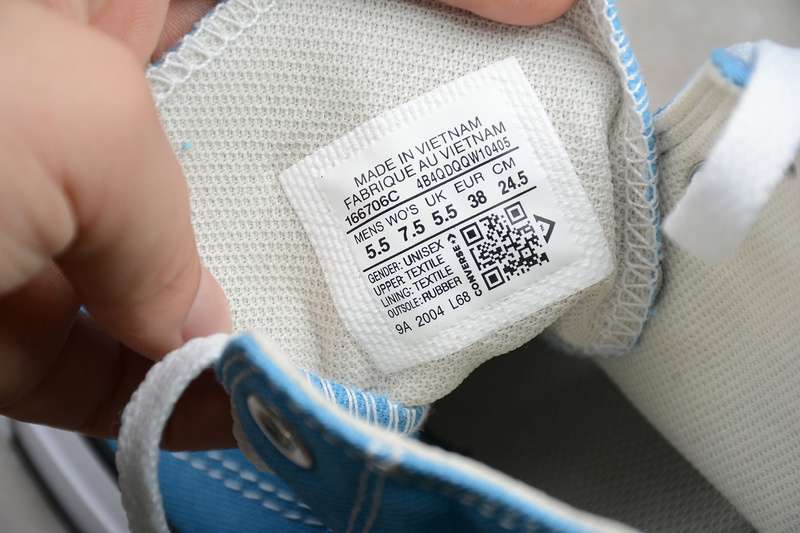 MADE IN VIETNAM
FABRIQUE AU VIETNAM
166706C 4B4QDQQW10405
MENS WO'S UK EUR CM
5.5 7.5 5.5 38 24.5
GENDER: UNISEX
UPPER: TEXTILE
LINING: TEXTILE
OUTSOLE: RUBBER
CONVERSE
9A 2004 L68